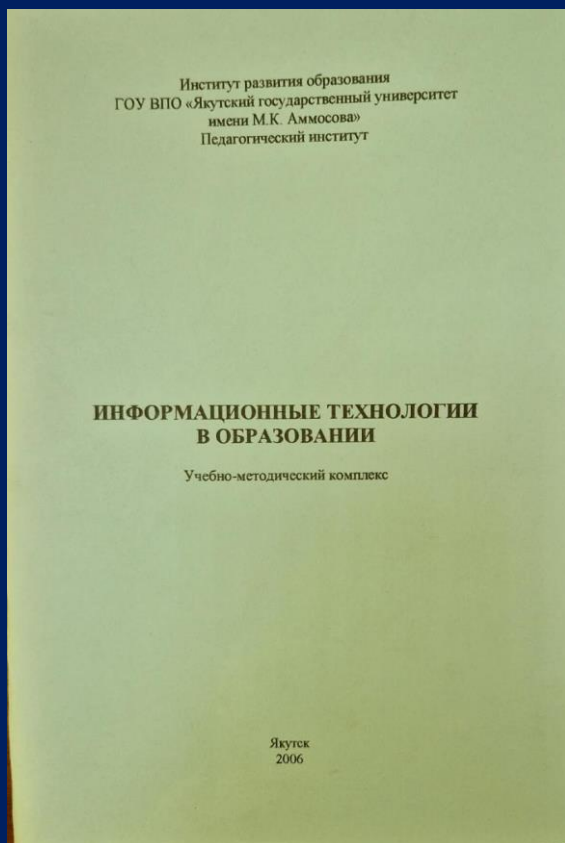 Институт развития образования
ГОУ ВПО «Якутский государственный университет
имени М.К. Аммосова»
Педагогический институт
ИНФОРМАЦИОННЫЕ ТЕХНОЛОГИИ
В ОБРАЗОВАНИИ
Учебно-методический комплекс
Якутск
2006